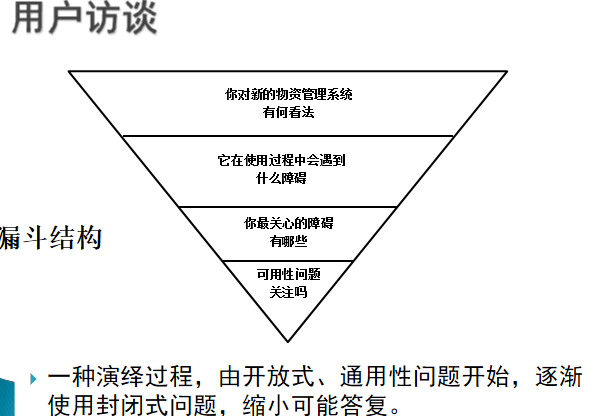 用户访谈
你对新的物资管理系统
有何看法
它在使用过程中会遇到
什么障碍
你最关心的障碍
有哪些
漏斗结构
可用性问题
关注吗
一种演绎过程，由开放式、通用性问题开始，逐渐
使用封闭式问题，缩小可能答复。